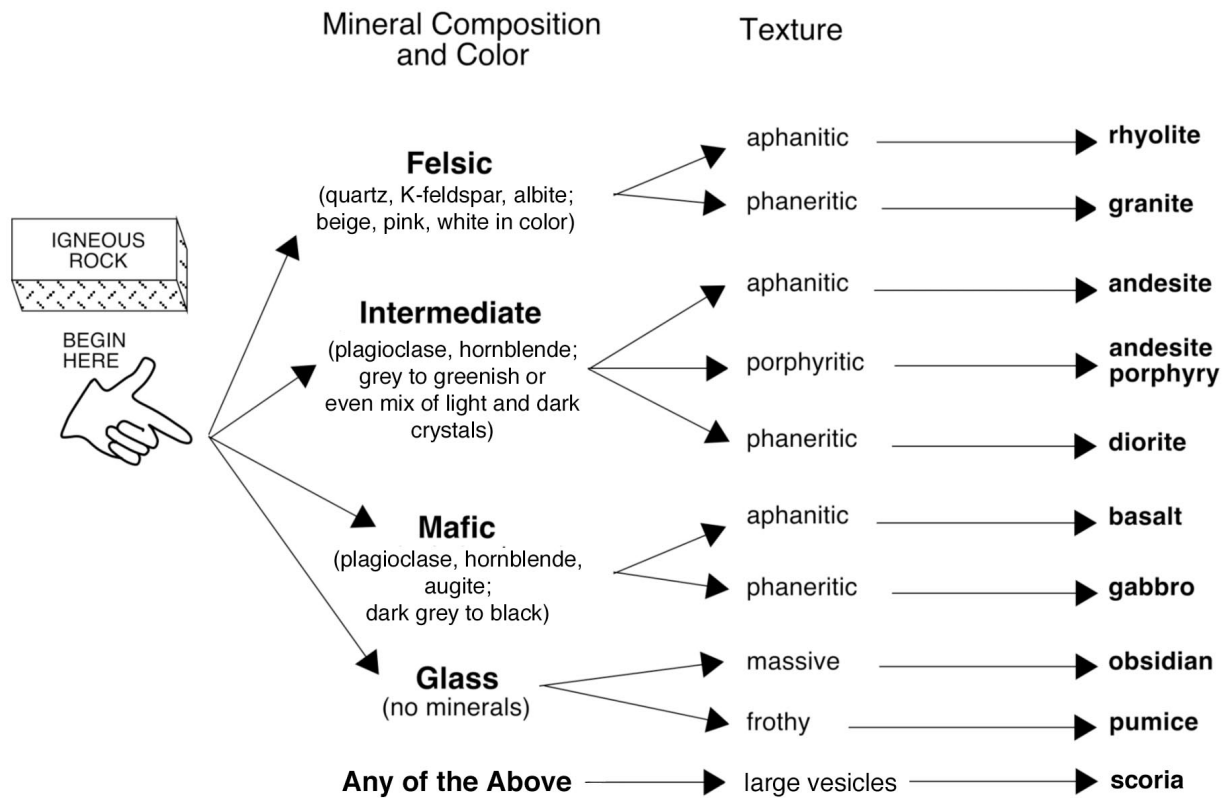 Mineral Composition
and Color
Texture
IGNEOUS
ROCK
BEGIN
HERE
Felsic
(quartz, K-feldspar, albite;
beige, pink, white in color)
aphanitic
rhyolite
phaneritic
granite
Intermediate
(plagioclase, hornblende;
grey to greenish or
even mix of light and dark
crystals)
aphanitic
andesite
porphyritic
andesite
porphyry
phaneritic
diorite
Mafic
(plagioclase, hornblende,
augite;
dark grey to black)
aphanitic
basalt
phaneritic
gabbro
Glass
(no minerals)
massive
obsidian
frothy
pumice
Any of the Above
large vesicles
scoria